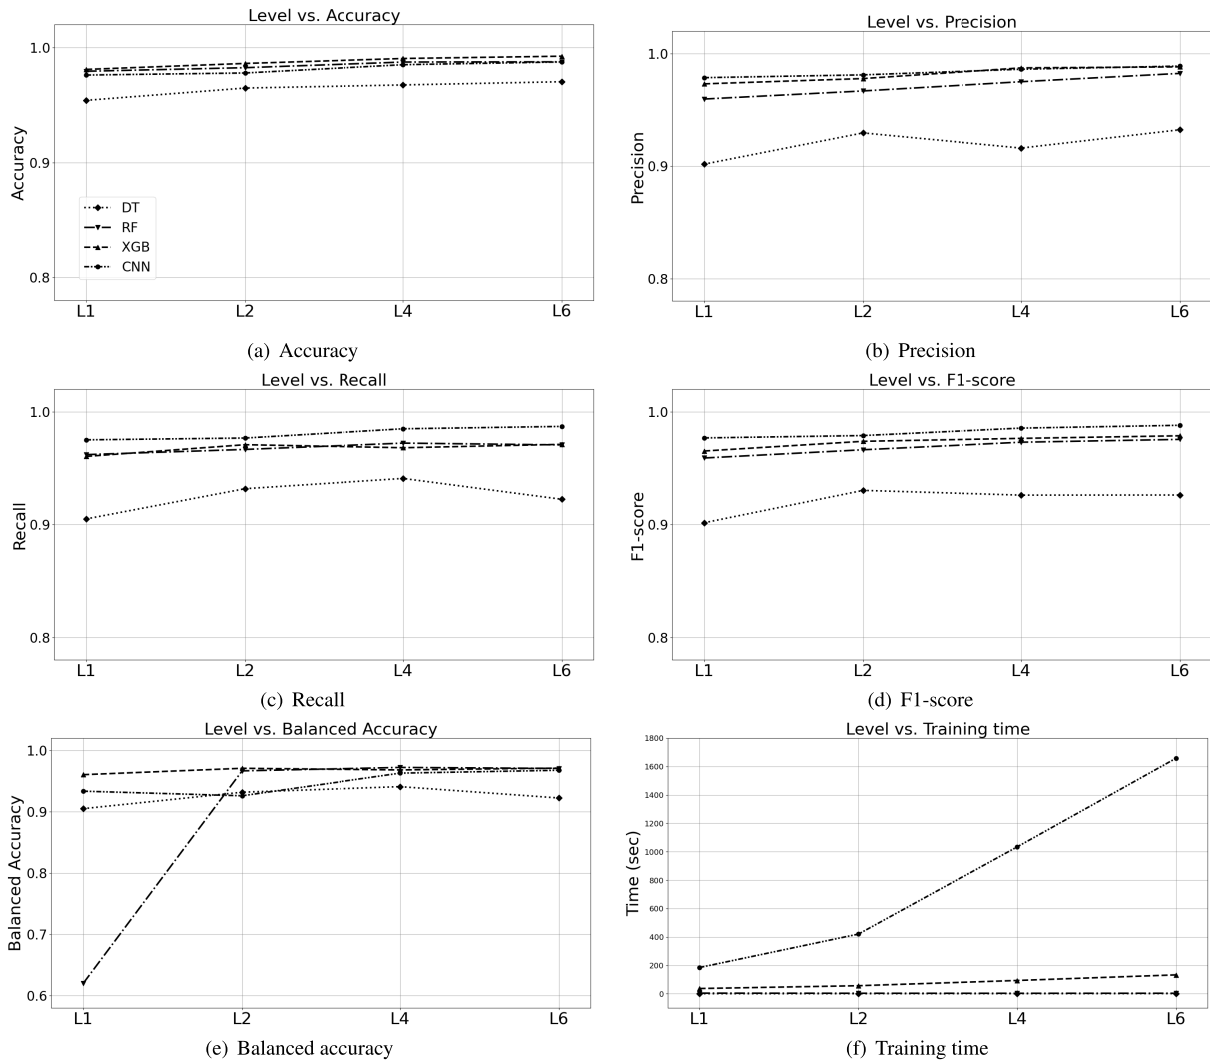 Level vs. Accuracy
Accuracy
1.0
0.9
0.8
DT
RF
XGB
CNN
L1 L2 L4 L6
(a) Accuracy
Level vs. Precision
Precision
1.0
0.9
0.8
L1 L2 L4 L6
(b) Precision
Level vs. Recall
Recall
1.0
0.9
0.8
L1 L2 L4 L6
(c) Recall
Level vs. F1-score
F1-score
1.0
0.9
0.8
L1 L2 L4 L6
(d) F1-score
Level vs. Balanced Accuracy
Balanced Accuracy
1.0
0.9
0.8
0.7
0.6
L1 L2 L4 L6
(e) Balanced accuracy
Level vs. Training time
Time (sec)
1800
1600
1400
1200
1000
800
600
400
200
0
L1 L2 L4 L6
(f) Training time